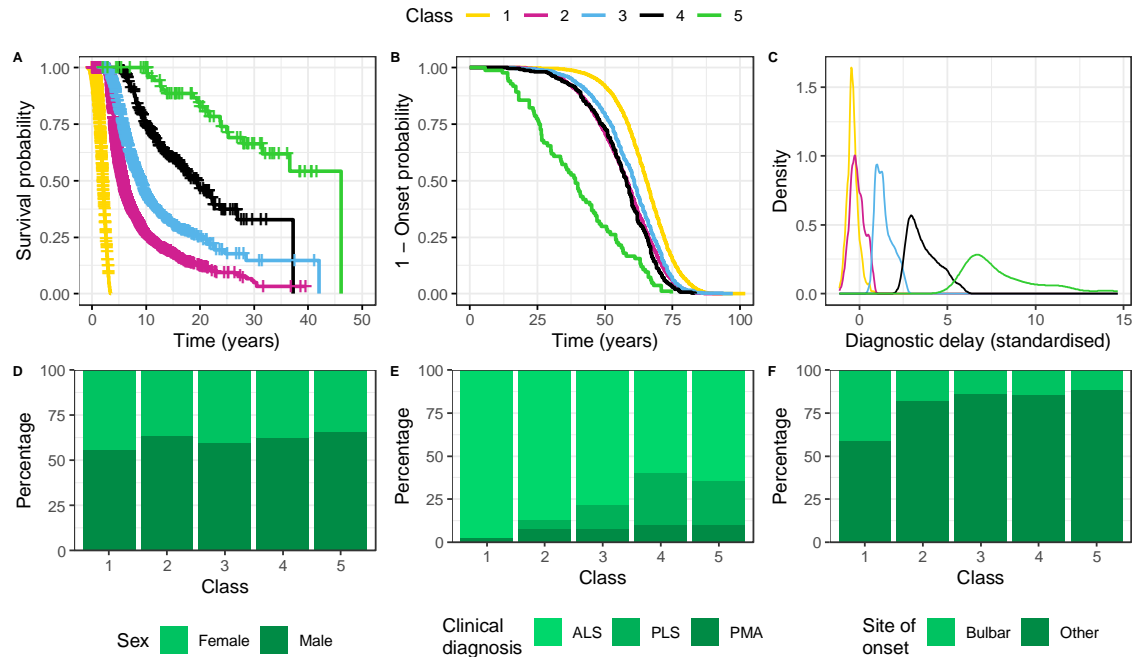 Class 1 2 3 4 5
A B C
Survival probability
1.00
0.75
0.50
0.25
0.00
0 10 20 30 40 50
Time (years)
1 − Onset probability
1.00
0.75
0.50
0.25
0.00
0 25 50 75 100
Time (years)
Density
1.5
1.0
0.5
0.0
0 5 10 15
Diagnostic delay (standardised)
D E F
Percentage
100
75
50
25
0
1 2 3 4 5
Class
Percentage
100
75
50
25
0
1 2 3 4 5
Class
Percentage
100
75
50
25
0
1 2 3 4 5
Class
Sex Female Male
Clinical
diagnosis
ALS PLS PMA
Site of
onset
Bulbar Other